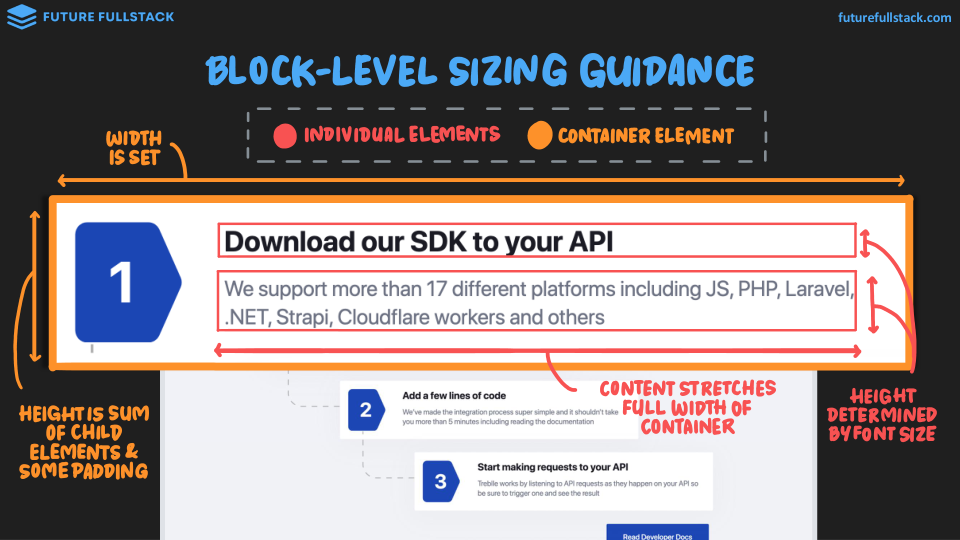 FUTURE FULLSTACK
futurefullstack.com
BLOCK-LEVEL SIZING GUIDANCE
INDIVIDUAL ELEMENTS
CONTAINER ELEMENT
WIDTH
IS SET
1
Download our SDK to your API
We support more than 17 different platforms including JS, PHP, Laravel,
.NET, Strapi, Cloudflare workers and others
HEIGHT IS SUM
OF CHILD
ELEMENTS &
SOME PADDING
CONTENT STRETCHES
FULL WIDTH OF
CONTAINER
HEIGHT
DETERMINED
BY FONT SIZE
2
Add a few lines of code
We've made the integration process super simple and it shouldn't take
you more than 5 minutes including reading the documentation
3
Start making requests to your API
Treblle works by listening to API requests as they happen on your API so
be sure to trigger one and see the result
Read Developer Docs